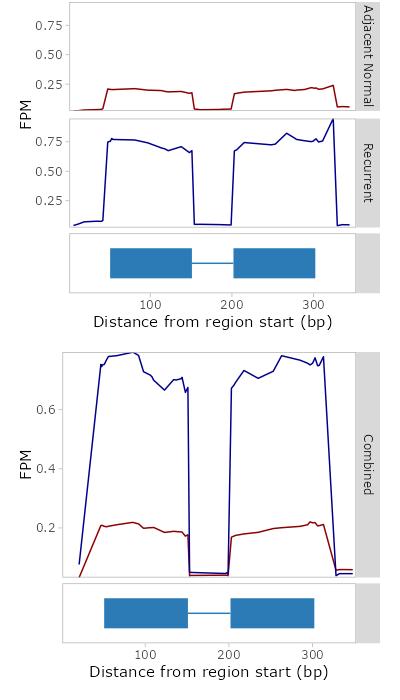 Adjacent Normal
0.75
0.50
0.25
FPM
Recurrent
0.75
0.50
0.25
100
200
300
Distance from region start (bp)
Combined
0.6
0.4
0.2
FPM
100
200
300
Distance from region start (bp)